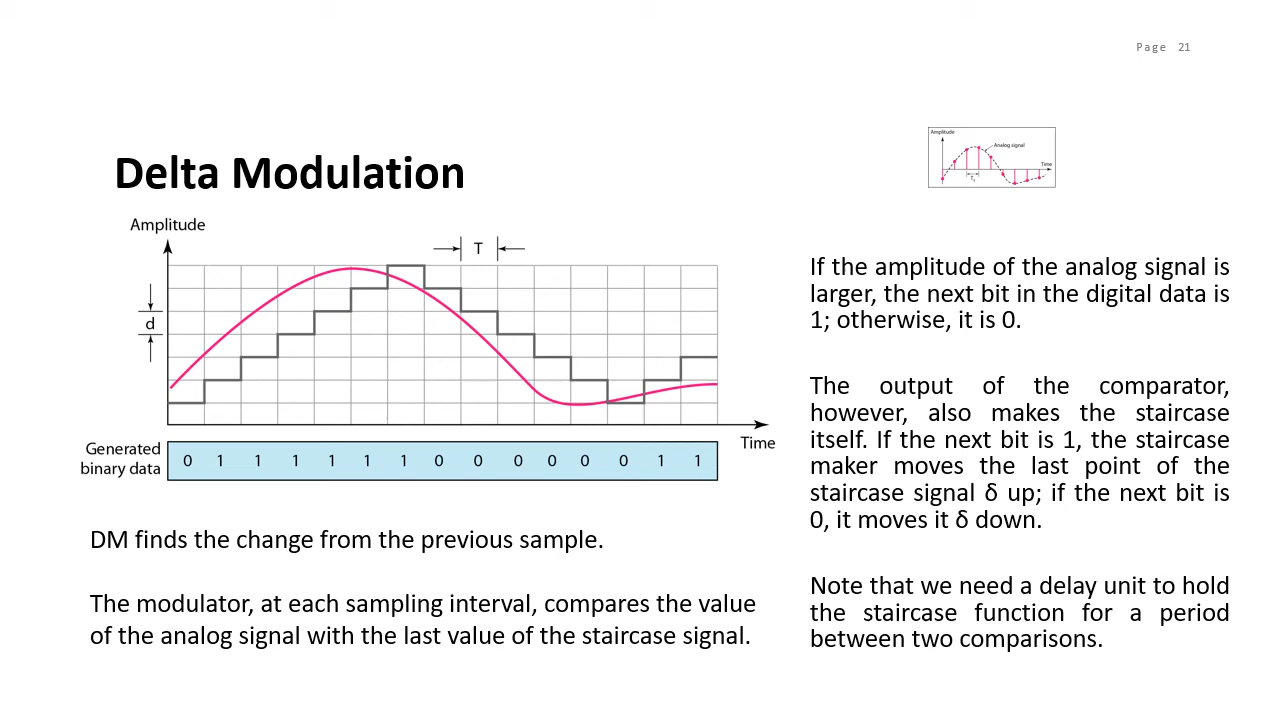 Page 21
Delta Modulation
Amplitude
T
d
Time
Generated
binary data
0 1 1 1 1 1 1 0 0 0 0 0 0 1 1
DM finds the change from the previous sample.
The modulator, at each sampling interval, compares the value
of the analog signal with the last value of the staircase signal.
Amplitude
Analog signal
Time
Ts
If the amplitude of the analog signal is
larger, the next bit in the digital data is
1; otherwise, it is 0.
The output of the comparator,
however, also makes the staircase
itself. If the next bit is 1, the staircase
maker moves the last point of the
staircase signal δ up; if the next bit is
0, it moves it δ down.
Note that we need a delay unit to hold
the staircase function for a period
between two comparisons.